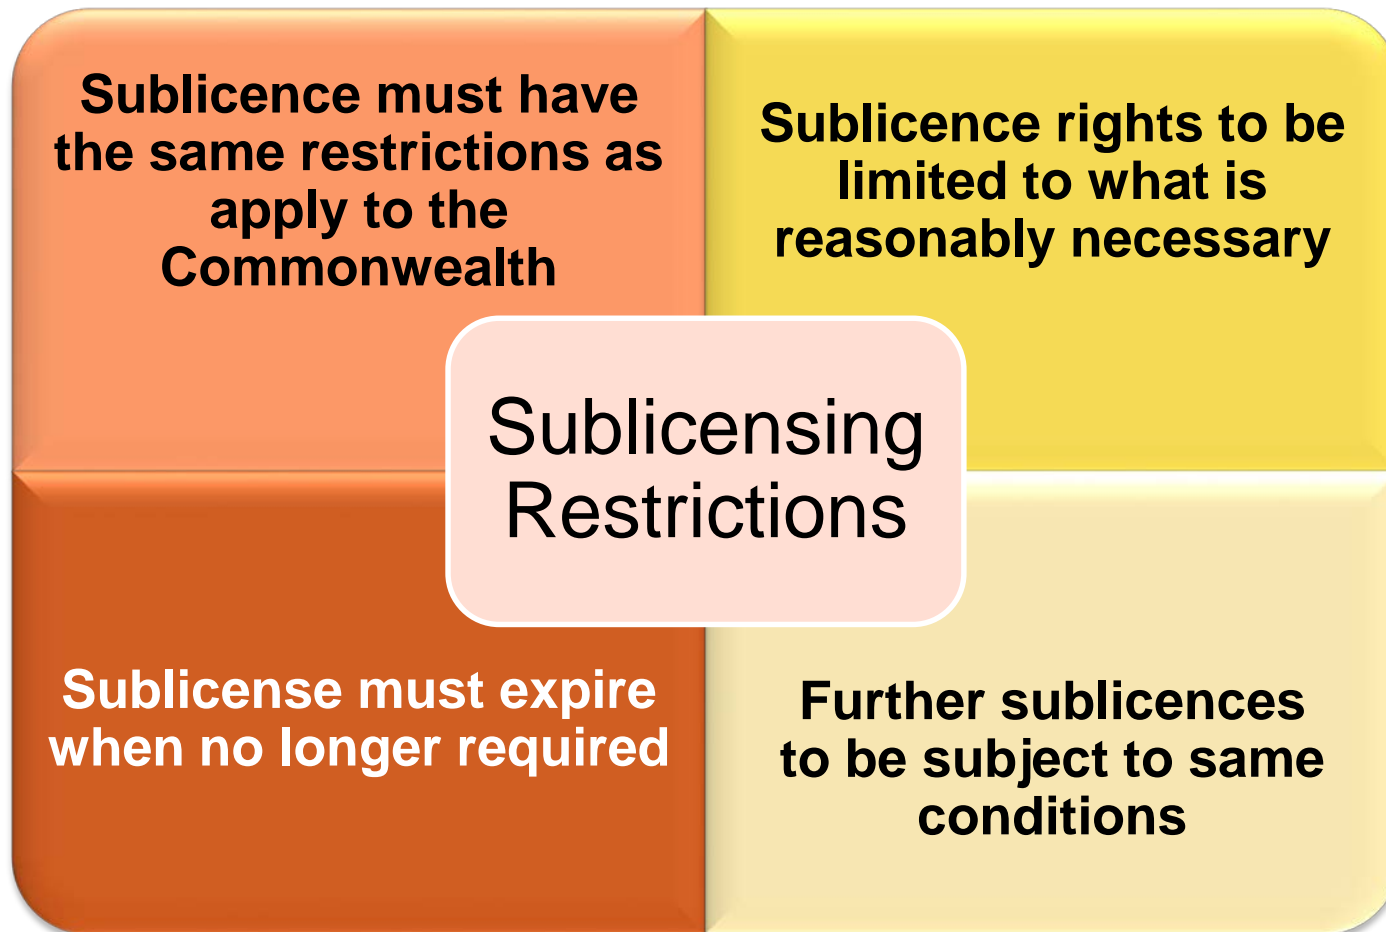 Sublicence must have
the same restrictions as
apply to the
Commonwealth
Sublicence rights to be
limited to what is
reasonably necessary
Sublicensing
Restrictions
Sublicense must expire
when no longer required
Further sublicences
to be subject to same
conditions